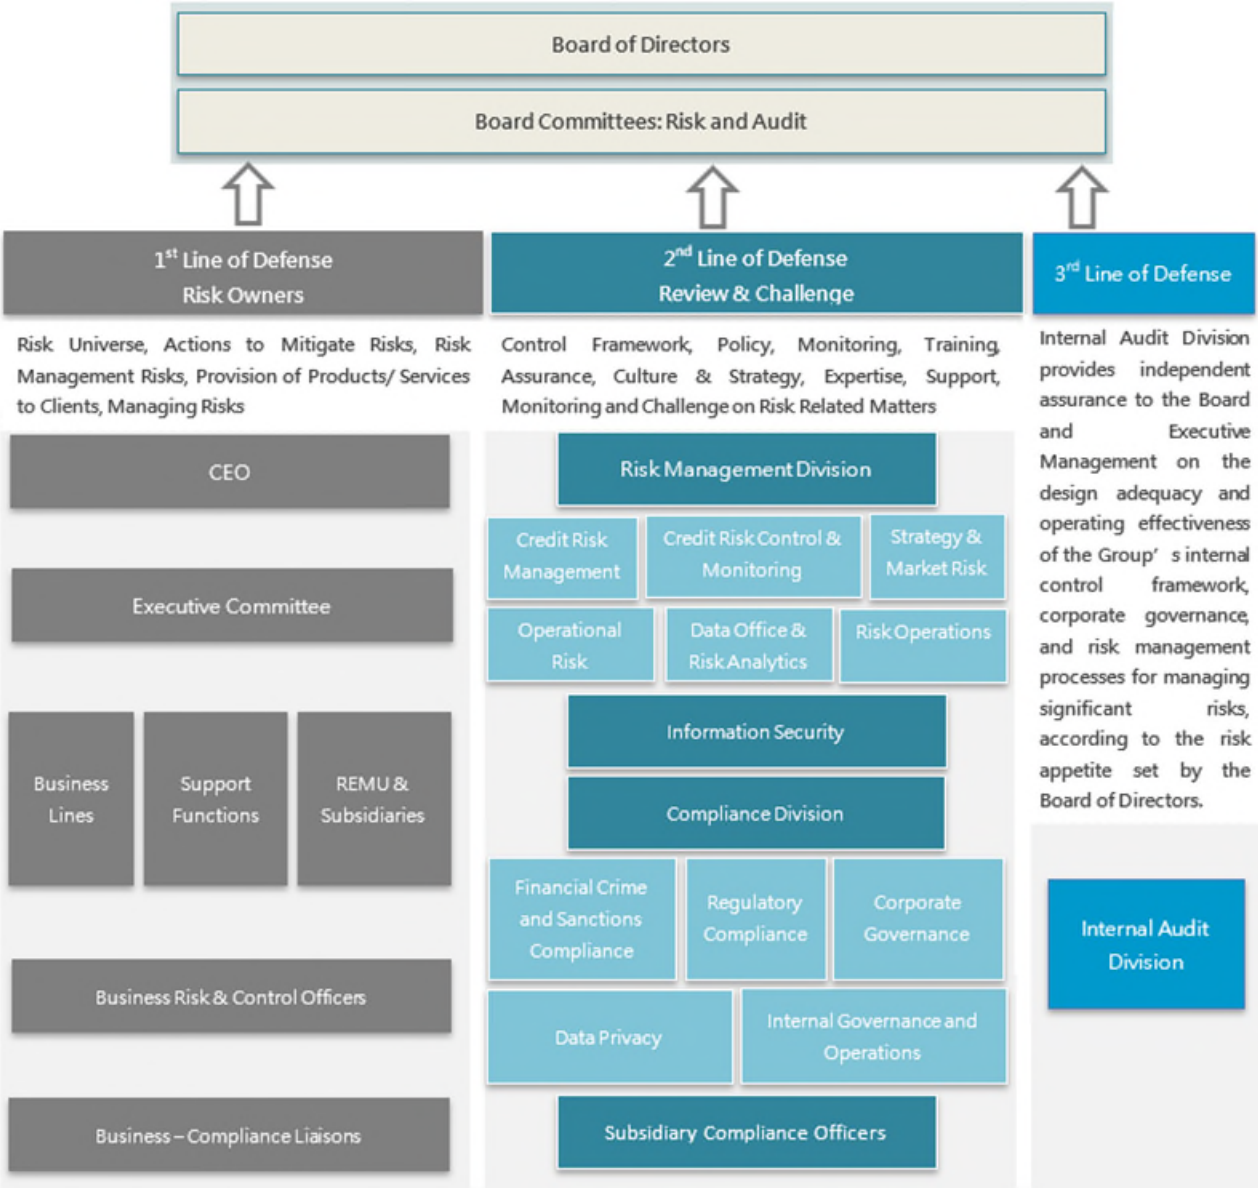 Board of Directors
Board Committees: Risk and Audit
1st Line of Defense
Risk Owners
Risk Universe, Actions to Mitigate Risks, Risk
Management Risks, Provision of Products/ Services
to Clients, Managing Risks
CEO
Executive Committee
Business
Lines
Support
Functions
REMU &
Subsidiaries
Business Risk & Control Officers
Business – Compliance Liaisons
2nd Line of Defense
Review & Challenge
Control Framework, Policy, Monitoring, Training,
Assurance, Culture & Strategy, Expertise, Support,
Monitoring and Challenge on Risk Related Matters
Risk Management Division
Credit Risk
Management
Credit Risk Control &
Monitoring
Strategy &
Market Risk
Operational
Risk
Data Office &
Risk Analytics
Risk Operations
Information Security
Compliance Division
Financial Crime
and Sanctions
Compliance
Regulatory
Compliance
Corporate
Governance
Data Privacy
Internal Governance and
Operations
Subsidiary Compliance Officers
3rd Line of Defense
Internal Audit Division
provides independent
assurance to the Board
and Executive
Management on the
design adequacy and
operating effectiveness
of the Group' s internal
control framework,
corporate governance,
and risk management
processes for managing
significant risks,
according to the risk
appetite set by the
Board of Directors.
Internal Audit
Division